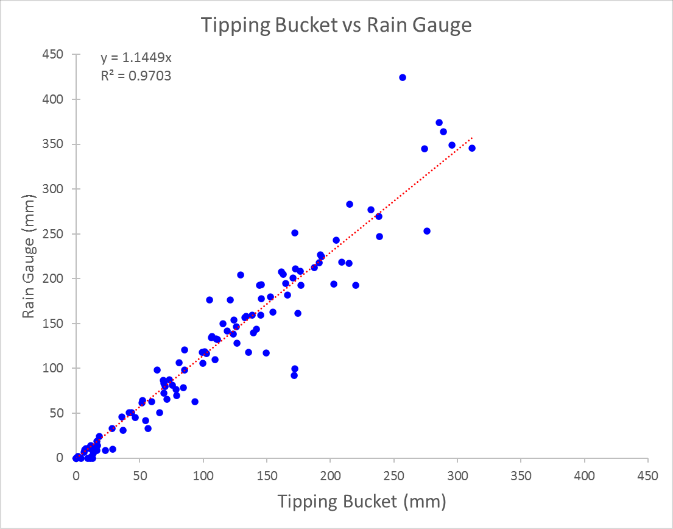 Tipping Bucket vs Rain Gauge
y = 1.1449x
R² = 0.9703
450
400
350
300
250
200
150
100
50
0
Rain Gauge (mm)
0 50 100 150 200 250 300 350 400 450
Tipping Bucket (mm)